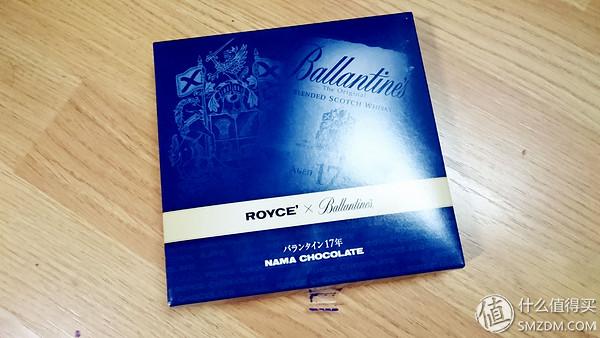 Ballantine's
The Original
BLENDED SCOTCH WHISKY
AGED 17
ROYCE' × Ballantine's
バランタイン17年
NAMA CHOCOLATE
值 什么值得买
SMZDM.COM